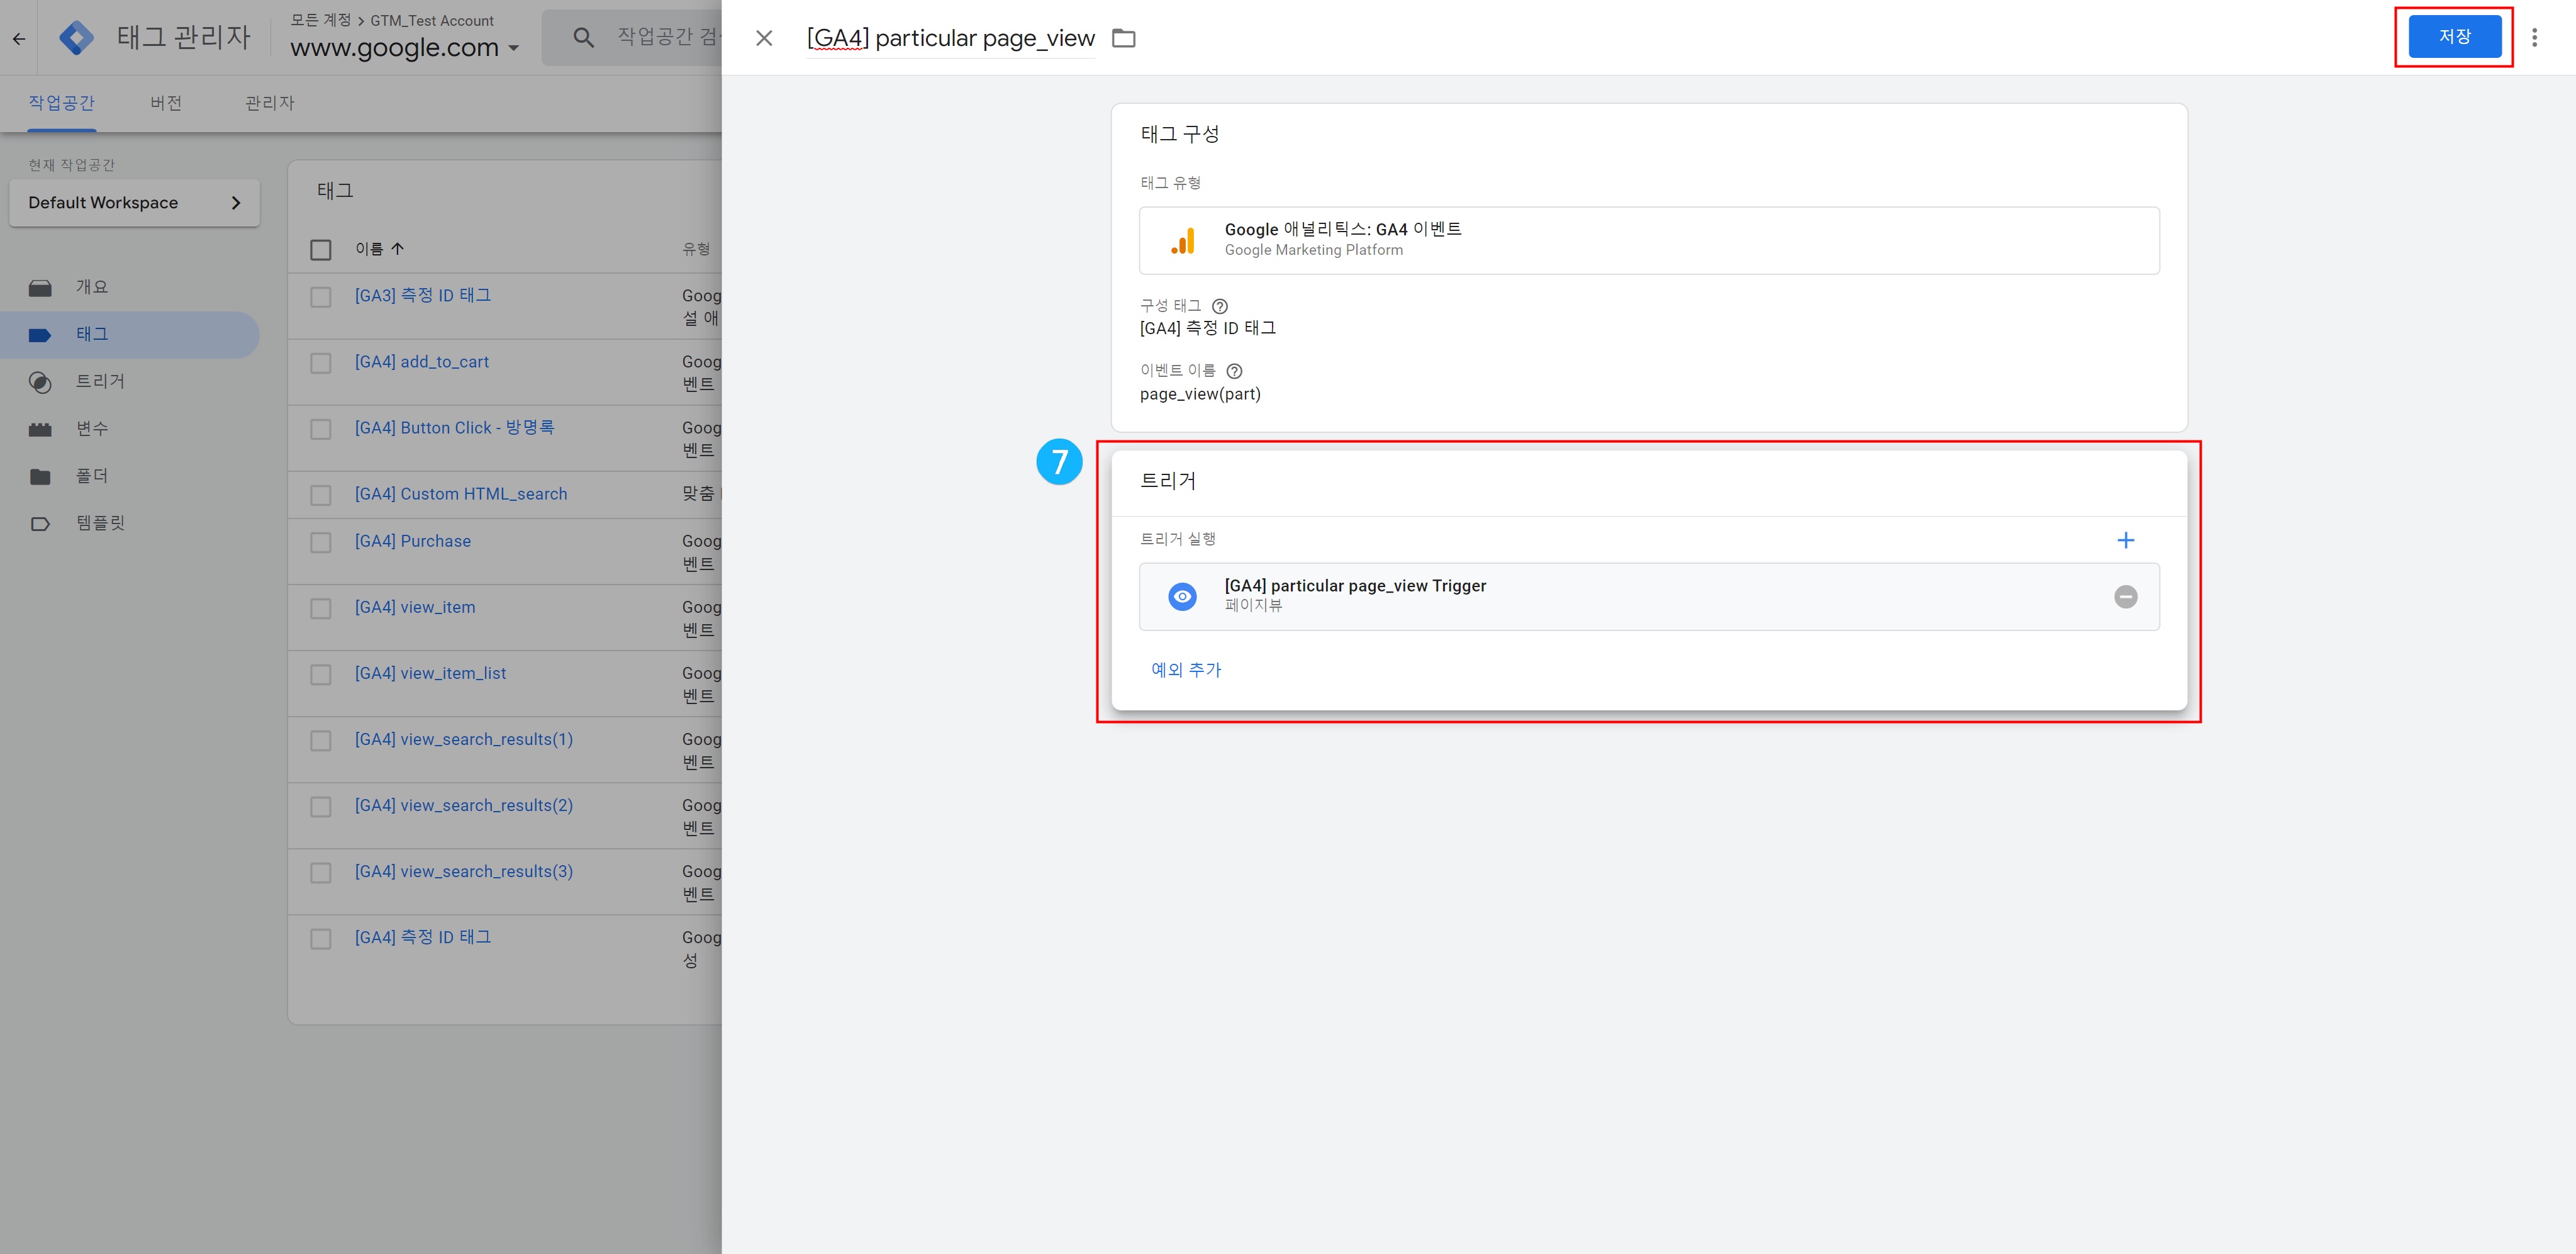 태그 관리자
모든 계정 > GTM_Test Account
www.google.com
작업공간 검색
작업공간
버전
관리자
현재 작업공간
Default Workspace
개요
태그
트리거
변수
폴더
템플릿
태그
이름
유형
[GA3] 측정 ID 태그
Goog
설 애
[GA4] add_to_cart
Goog
벤트
[GA4] Button Click - 방명록
Goog
벤트
[GA4] Custom HTML_search
맞춤
[GA4] Purchase
Goog
벤트
[GA4] view_item
Goog
벤트
[GA4] view_item_list
Goog
벤트
[GA4] view_search_results(1)
Goog
벤트
[GA4] view_search_results(2)
Goog
벤트
[GA4] view_search_results(3)
Goog
벤트
[GA4] 측정 ID 태그
Goog
성
[GA4] particular page_view
저장
태그 구성
태그 유형
Google 애널리틱스: GA4 이벤트
Google Marketing Platform
구성 태그
[GA4] 측정 ID 태그
이벤트 이름
page_view(part)
7
트리거
트리거 실행
[GA4] particular page_view Trigger
페이지뷰
예외 추가